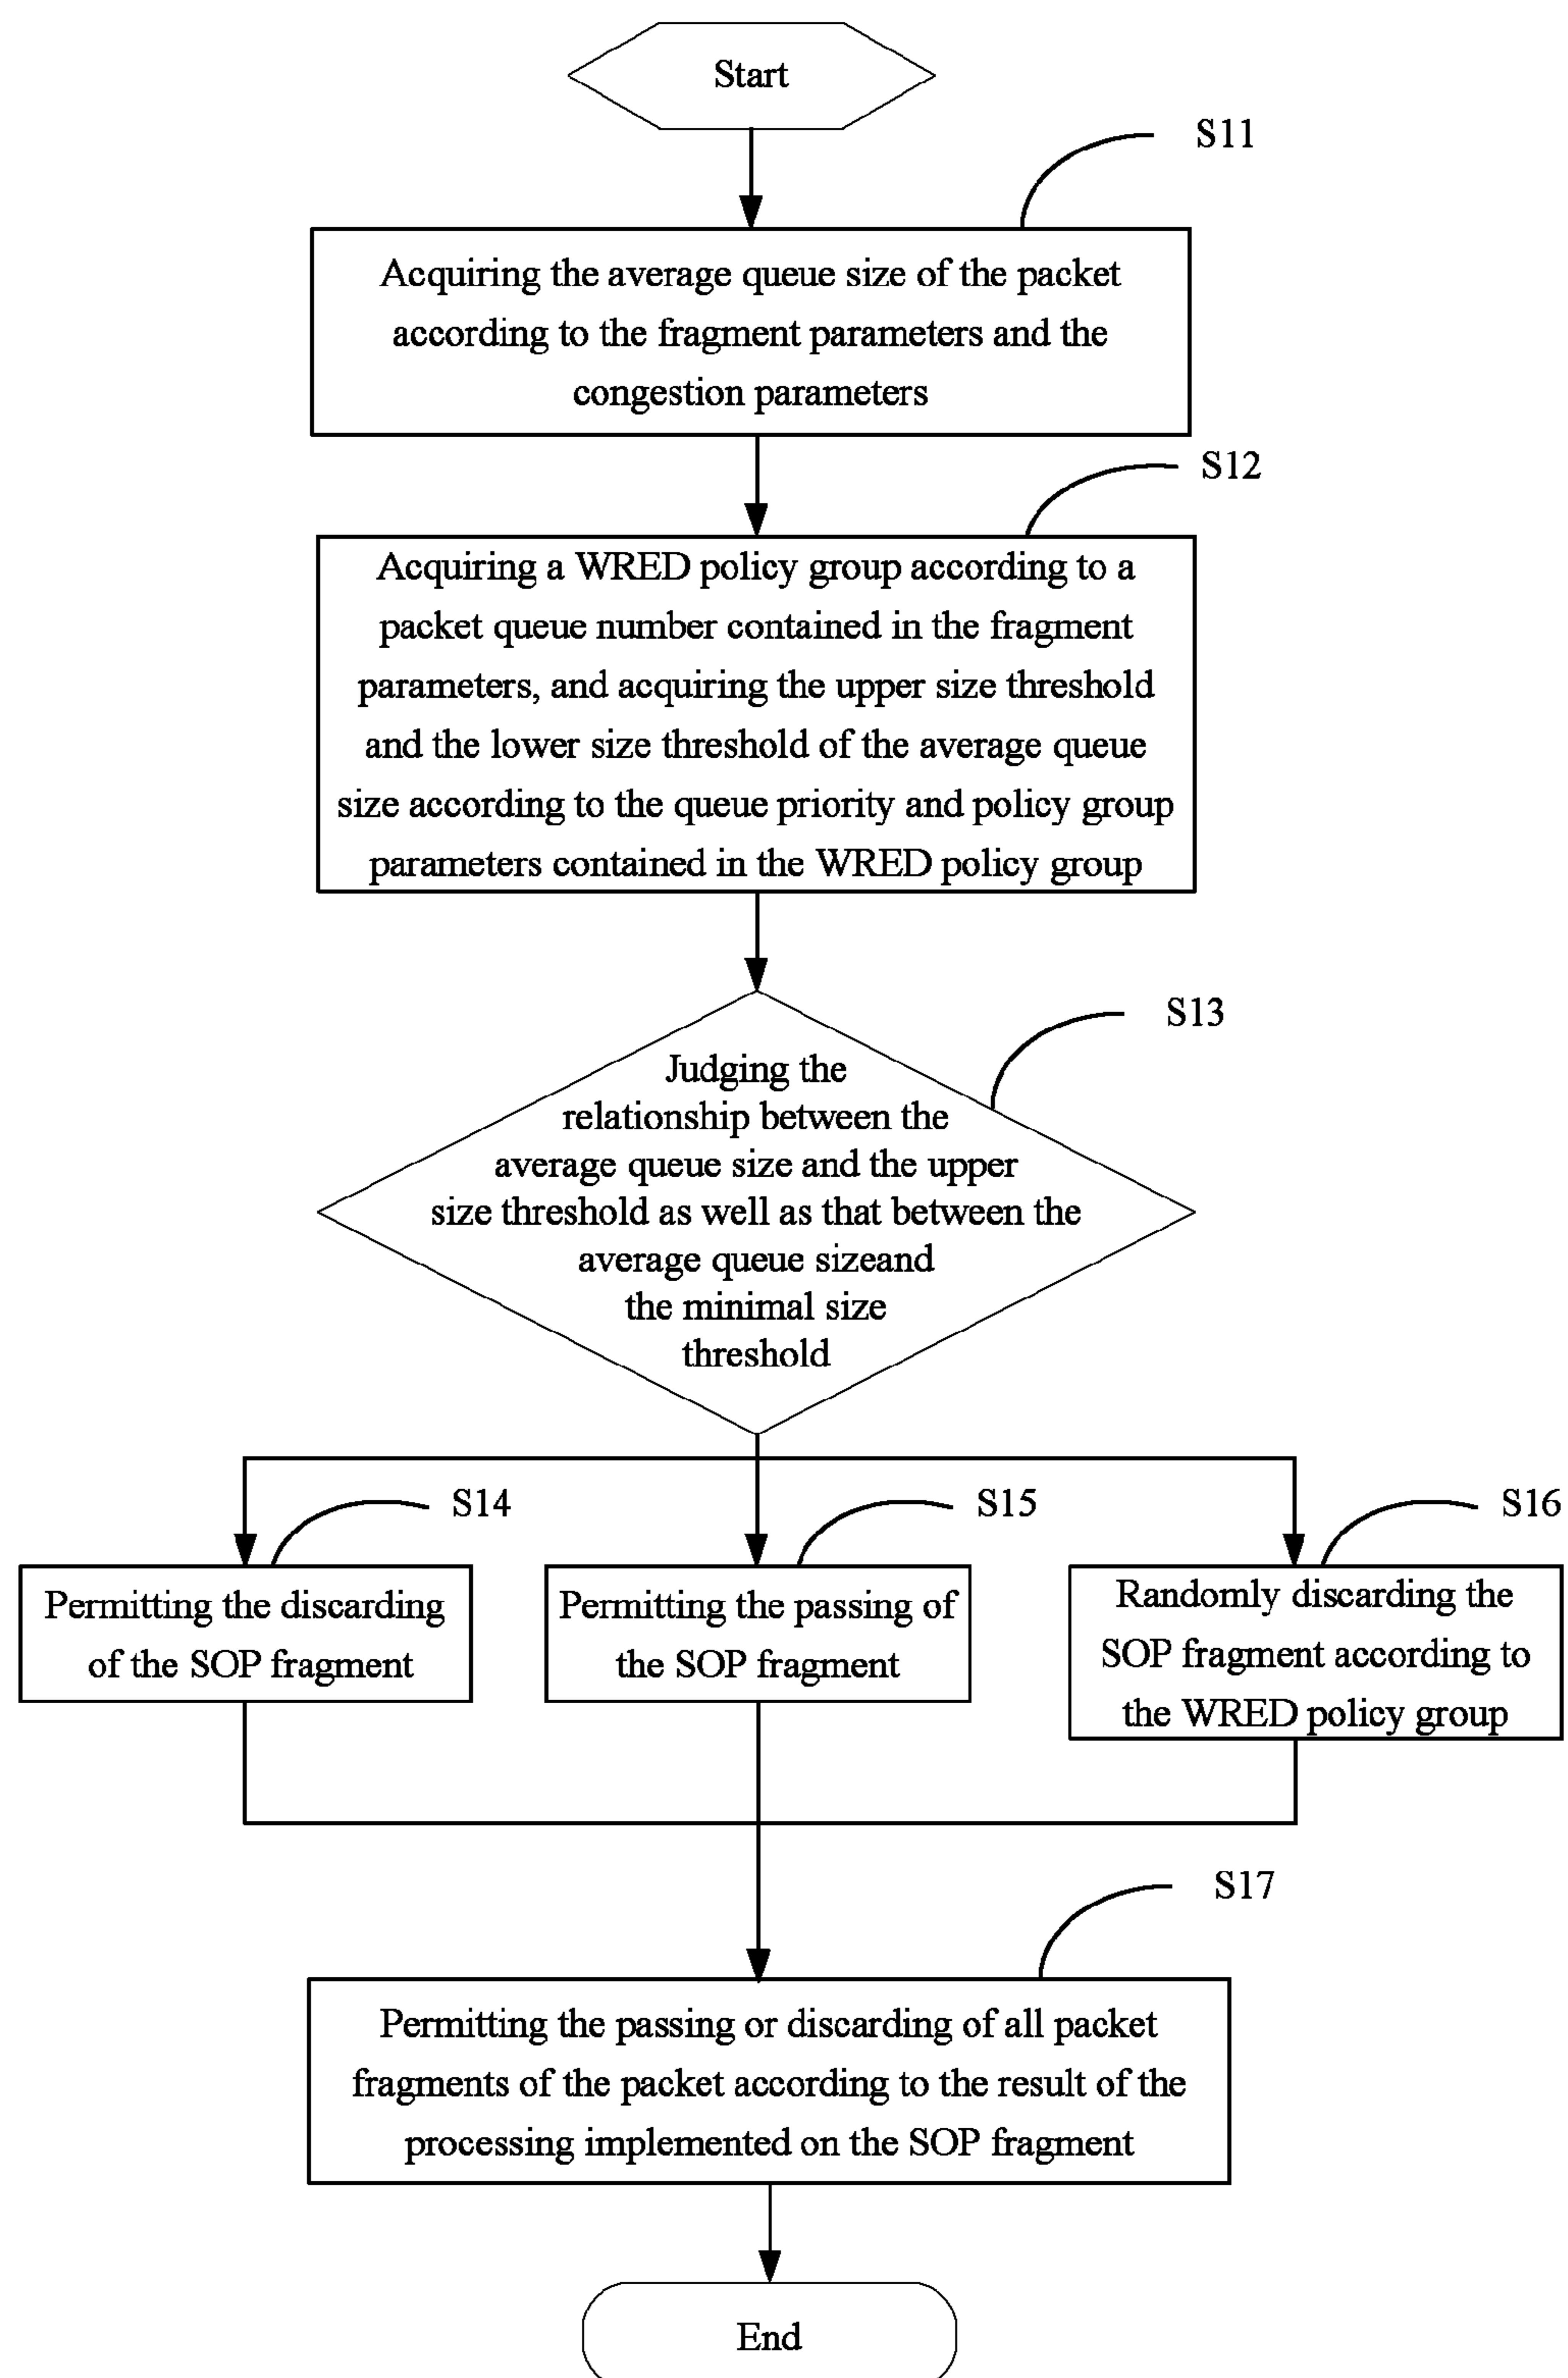 Start
S11
Acquiring the average queue size of the packet
according to the fragment parameters and the
congestion parameters
S12
Acquiring a WRED policy group according to a
packet queue number contained in the fragment
parameters, and acquiring the upper size threshold
and the lower size threshold of the average queue
size according to the queue priority and policy group
parameters contained in the WRED policy group
S13
Judging the
relationship between the
average queue size and the upper
size threshold as well as that between the
average queue sizeand
the minimal size
threshold
S14
S15
S16
Permitting the discarding
of the SOP fragment
Permitting the passing of
the SOP fragment
Randomly discarding the
SOP fragment according to
the WRED policy group
S17
Permitting the passing or discarding of all packet
fragments of the packet according to the result of the
processing implemented on the SOP fragment
End